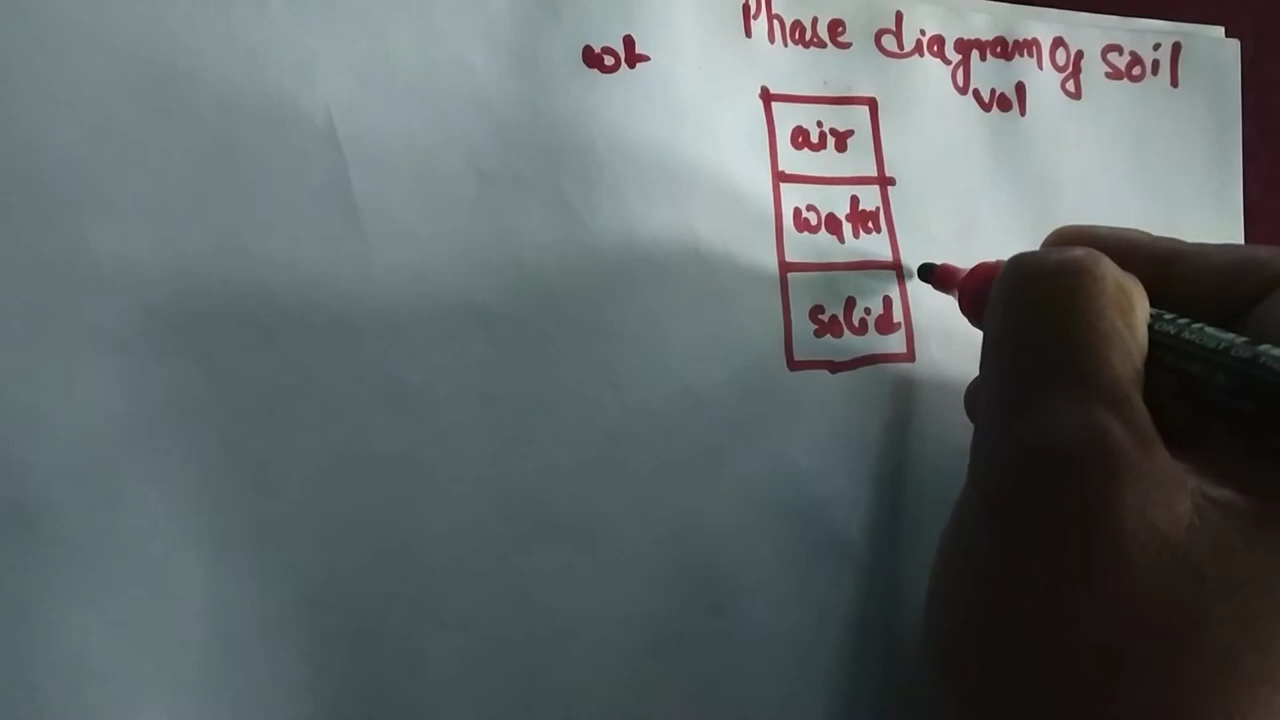 Phase diagram Of soil
wt
vol
air
water
solid